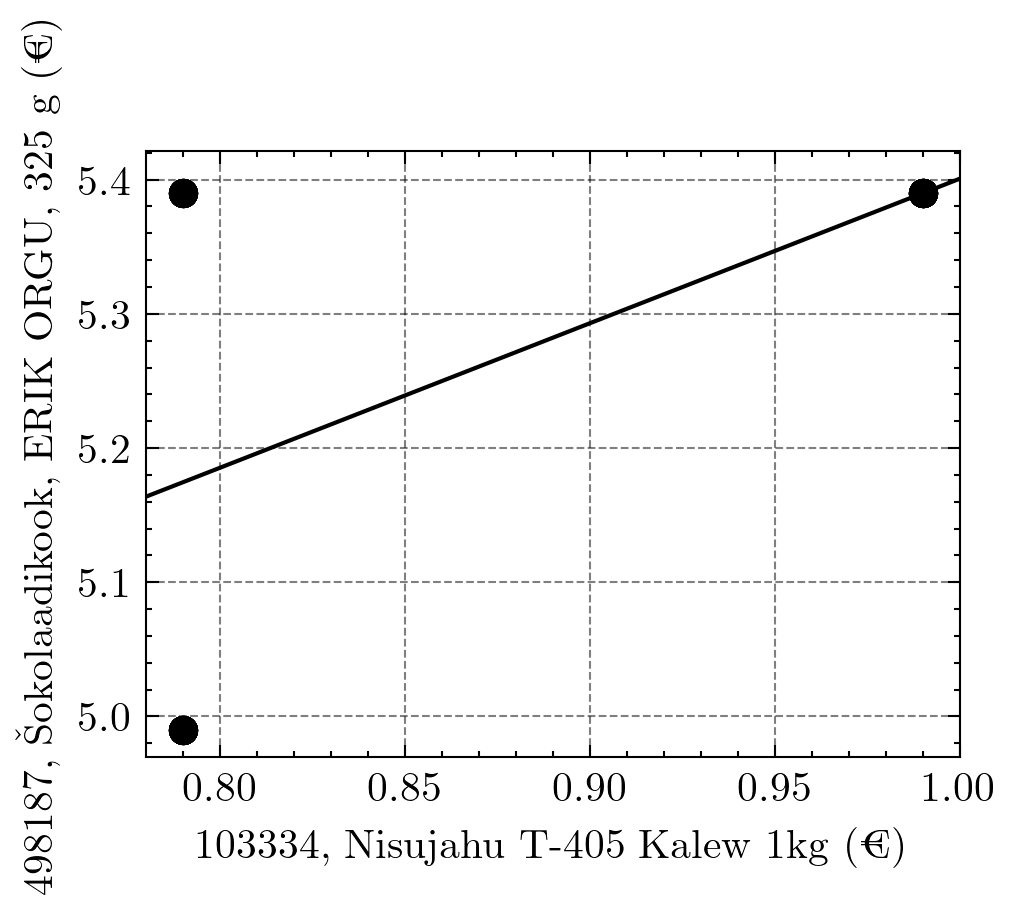 498187, Šokolaadikook, ERIK ORGU, 325 g (€)
5.4
5.3
5.2
5.1
5.0
0.80 0.85 0.90 0.95 1.00
103334, Nisujahu T-405 Kalew 1kg (€)